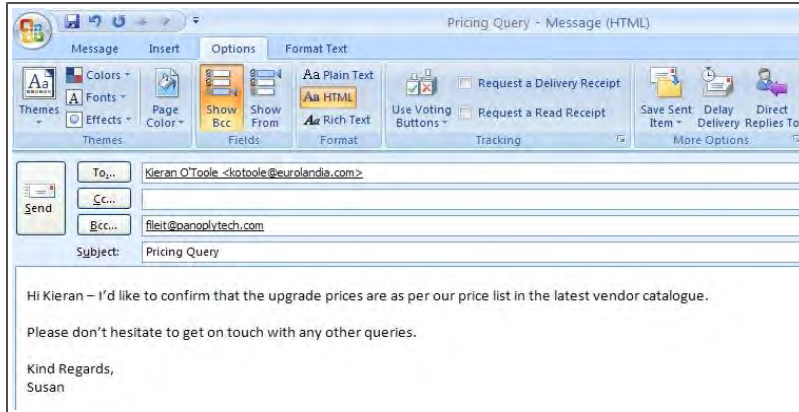 Pricing Query - Message (HTML)
Message Insert Options Format Text
Aa
Themes
Colors
A Fonts
Effects
Page Color
Themes
Show Bcc
Show From
Fields
Aa Plain Text
Aa HTML
Aa Rich Text
Format
Use Voting Buttons
Request a Delivery Receipt
Request a Read Receipt
Tracking
Save Sent Item
Delay Delivery
Direct Replies To
More Options
Send
To... Kieran O'Toole <kotoole@eurolandia.com>
Cc...
Bcc... fileit@panoplytech.com
Subject: Pricing Query
Hi Kieran – I'd like to confirm that the upgrade prices are as per our price list in the latest vendor catalogue.
Please don't hesitate to get on touch with any other queries.
Kind Regards,
Susan